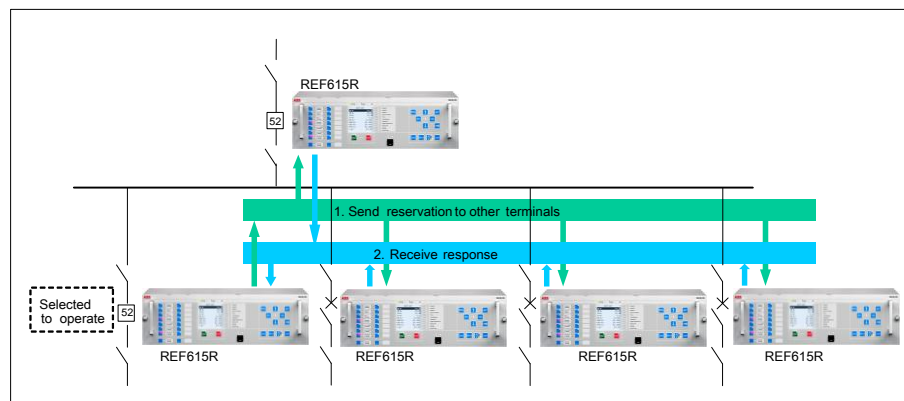 REF615R
52
1. Send reservation to other terminals
2. Receive response
Selected
to operate
52
REF615R
REF615R
REF615R
REF615R